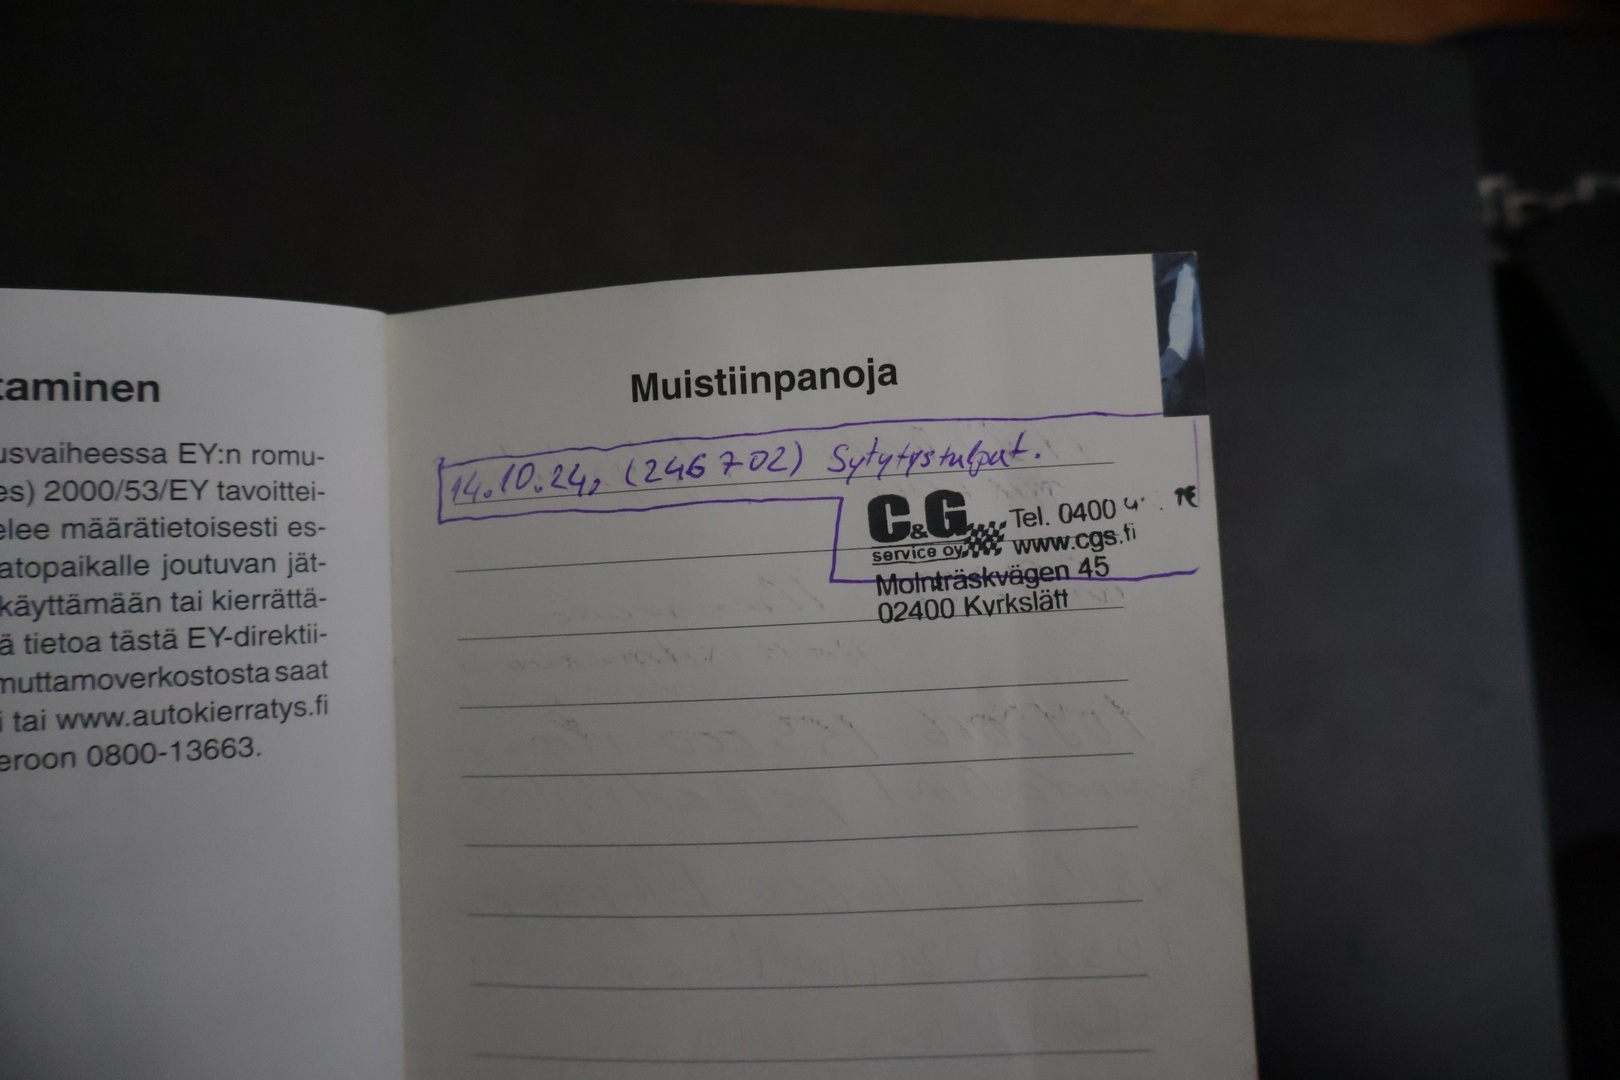 taminen
usvaiheessa EY:n romu-
es) 2000/53/EY tavoittei-
elee määrätietoisesti es-
atopaikalle joutuvan jät-
käyttämään tai kierrättä-
ä tietoa tästä EY-direktii-
muttamoverkostosta saat
i tai www.autokierratys.fi
eroon 0800-13663.
Muistiinpanoja
14.10.24, (246702) Sytytystulpat.
C&G
service oy
Tel. 0400
www.cgs.fi
Molnträskvägen 45
02400 Kyrkslätt